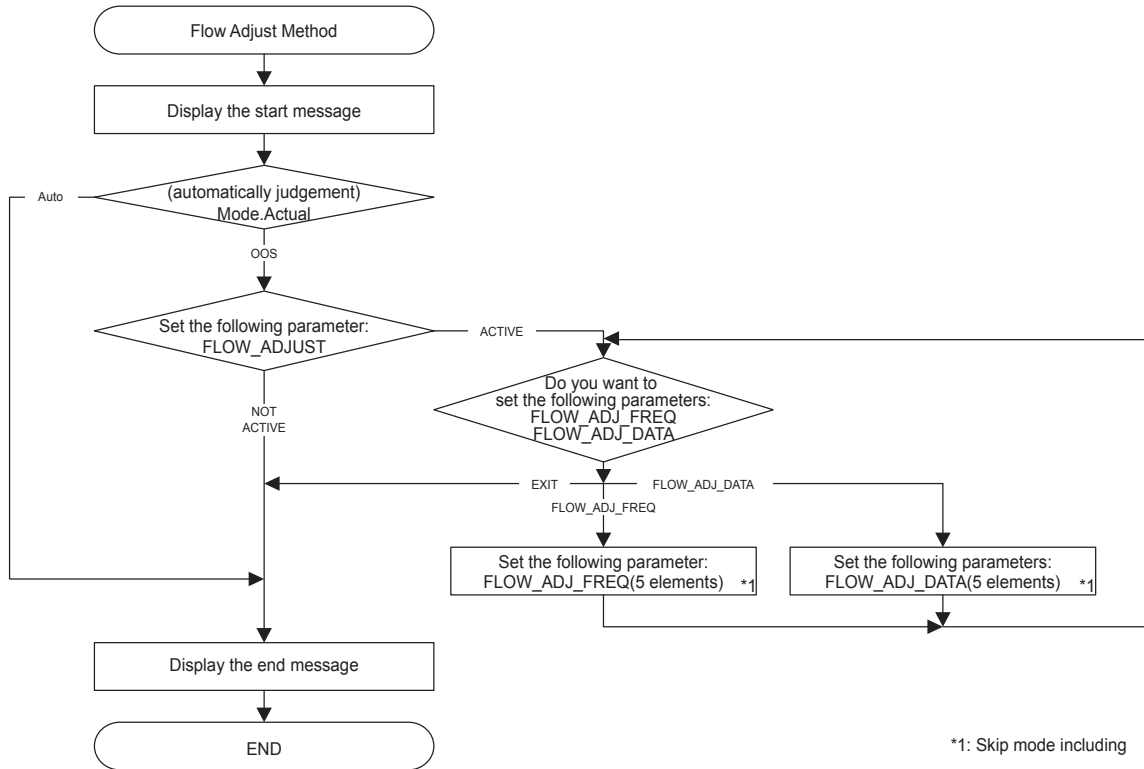 Flow Adjust Method
Display the start message
Auto
(automatically judgement)
Mode.Actual
OOS
Set the following parameter:
FLOW_ADJUST
ACTIVE
NOT
ACTIVE
Do you want to
set the following parameters:
FLOW_ADJ_FREQ
FLOW_ADJ_DATA
EXIT
FLOW_ADJ_DATA
FLOW_ADJ_FREQ
Set the following parameter:
FLOW_ADJ_FREQ(5 elements) *1
Set the following parameters:
FLOW_ADJ_DATA(5 elements) *1
Display the end message
END
*1: Skip mode including